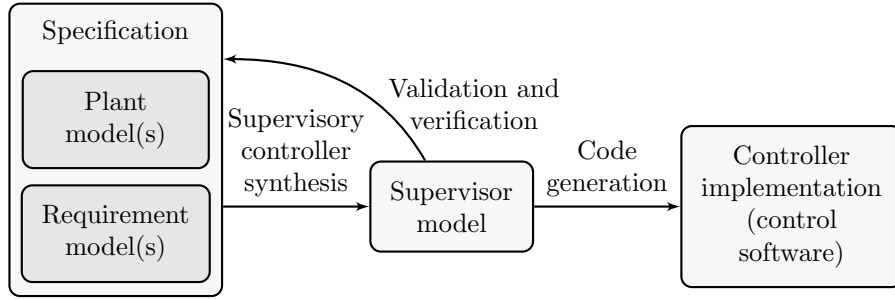 Specification
Plant
model(s)
Requirement
model(s)
Supervisory
controller
synthesis
Validation and
verification
Supervisor
model
Code
generation
Controller
implementation
(control
software)